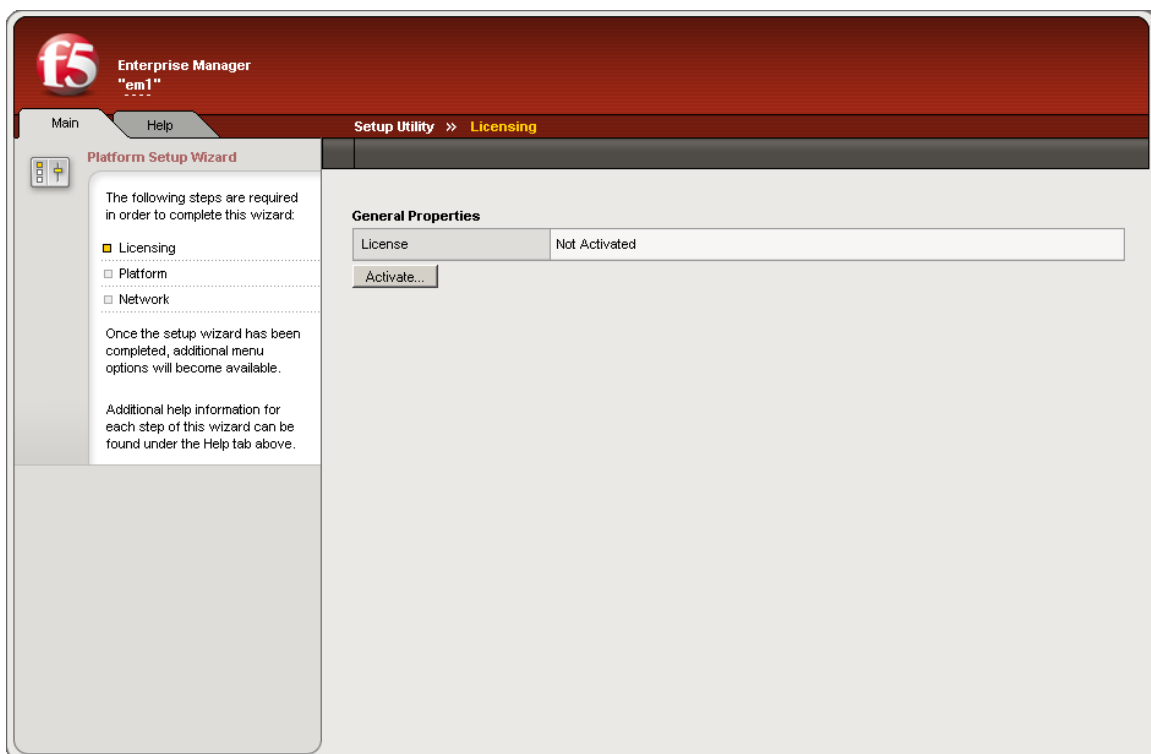 f5
Enterprise Manager
"em1"
Main
Help
Setup Utility » Licensing
Platform Setup Wizard
The following steps are required
in order to complete this wizard:
Licensing
Platform
Network
Once the setup wizard has been
completed, additional menu
options will become available.
Additional help information for
each step of this wizard can be
found under the Help tab above.
General Properties
License Not Activated
Activate...